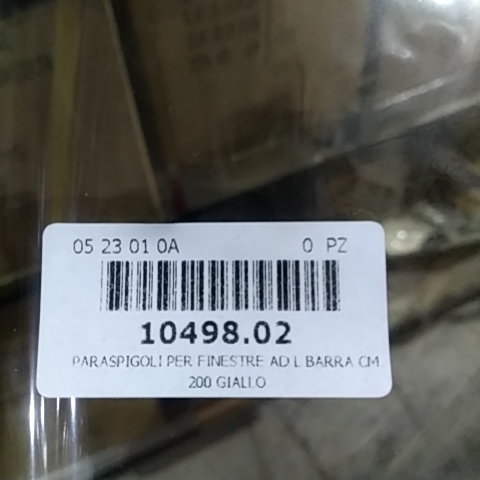 05 23 01 0A 0 PZ
10498.02
PARASPIGOLI PER FINESTRE AD L BARRA CM
200 GIALLO